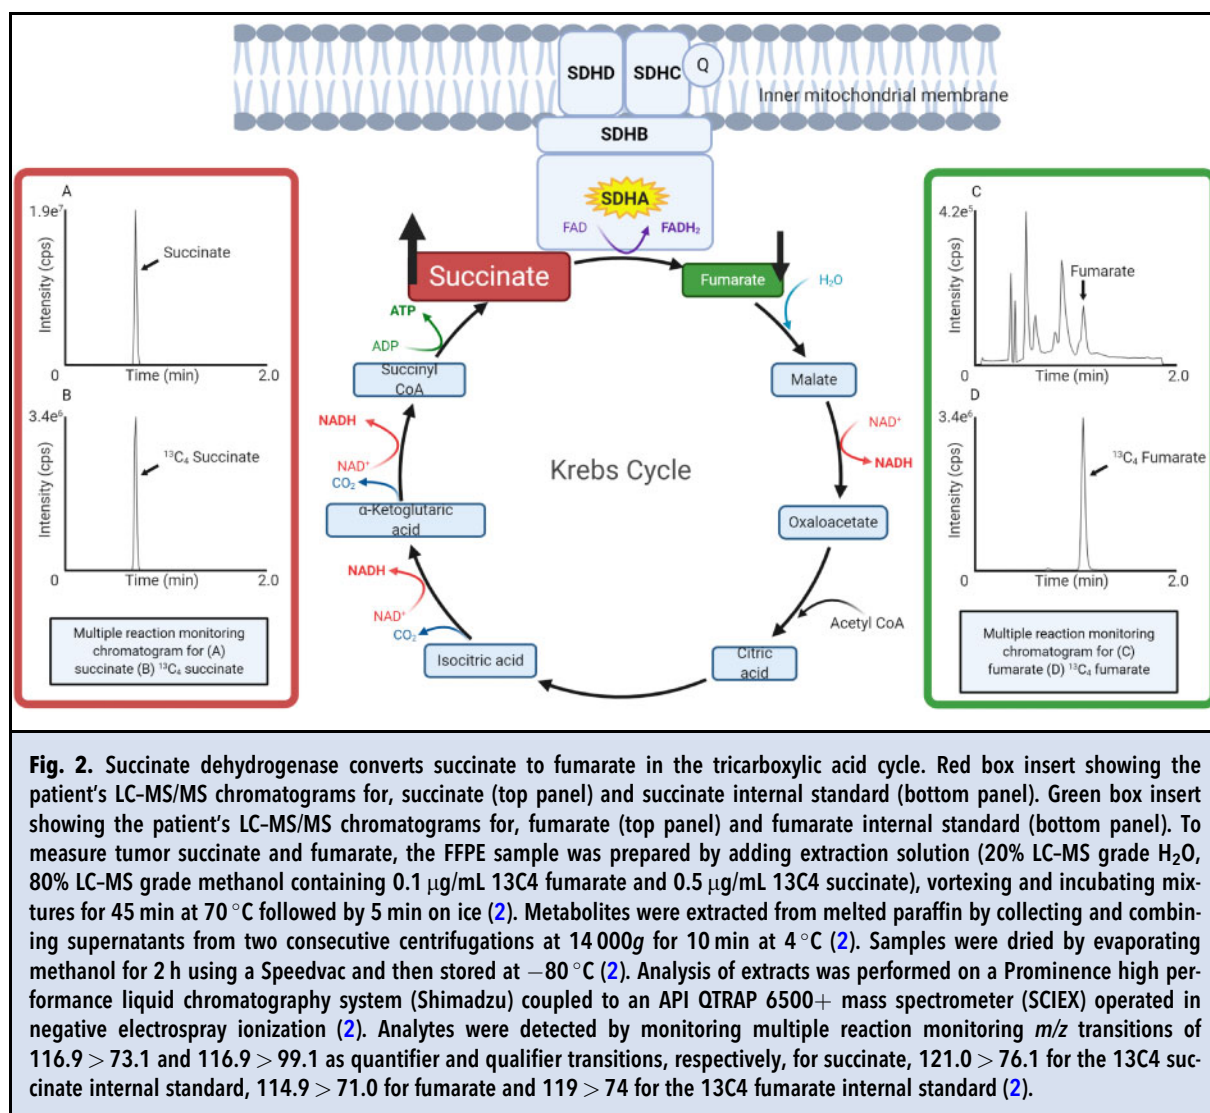 SDHD
SDHC
Q
Inner mitochondrial membrane
SDHB
SDHA
FAD
FADH₂
A
1.9e⁷
Intensity (cps)
Succinate
0
Time (min)
2.0
B
3.4e⁶
Intensity (cps)
¹³C₄ Succinate
0
Time (min)
2.0
Multiple reaction monitoring
chromatogram for (A)
succinate (B) ¹³C₄ succinate
Succinate
Fumarate
H₂O
ATP
ADP
Succinyl
CoA
Malate
NADH
NAD⁺
CO₂
NAD⁺
NADH
Krebs Cycle
α-Ketoglutaric
acid
Oxaloacetate
NADH
NAD⁺
CO₂
Acetyl CoA
Isocitric acid
Citric
acid
C
4.2e⁵
Intensity (cps)
Fumarate
0
Time (min)
2.0
D
3.4e⁶
Intensity (cps)
¹³C₄ Fumarate
0
Time (min)
2.0
Multiple reaction monitoring
chromatogram for (C)
fumarate (D) ¹³C₄ fumarate
Fig. 2. Succinate dehydrogenase converts succinate to fumarate in the tricarboxylic acid cycle. Red box insert showing the
patient's LC–MS/MS chromatograms for, succinate (top panel) and succinate internal standard (bottom panel). Green box insert
showing the patient's LC–MS/MS chromatograms for, fumarate (top panel) and fumarate internal standard (bottom panel). To
measure tumor succinate and fumarate, the FFPE sample was prepared by adding extraction solution (20% LC–MS grade H₂O,
80% LC–MS grade methanol containing 0.1 μg/mL 13C4 fumarate and 0.5 μg/mL 13C4 succinate), vortexing and incubating mix-
tures for 45 min at 70 °C followed by 5 min on ice (2). Metabolites were extracted from melted paraffin by collecting and combin-
ing supernatants from two consecutive centrifugations at 14 000g for 10 min at 4 °C (2). Samples were dried by evaporating
methanol for 2 h using a Speedvac and then stored at −80 °C (2). Analysis of extracts was performed on a Prominence high per-
formance liquid chromatography system (Shimadzu) coupled to an API QTRAP 6500+ mass spectrometer (SCIEX) operated in
negative electrospray ionization (2). Analytes were detected by monitoring multiple reaction monitoring m/z transitions of
116.9 > 73.1 and 116.9 > 99.1 as quantifier and qualifier transitions, respectively, for succinate, 121.0 > 76.1 for the 13C4 suc-
cinate internal standard, 114.9 > 71.0 for fumarate and 119 > 74 for the 13C4 fumarate internal standard (2).